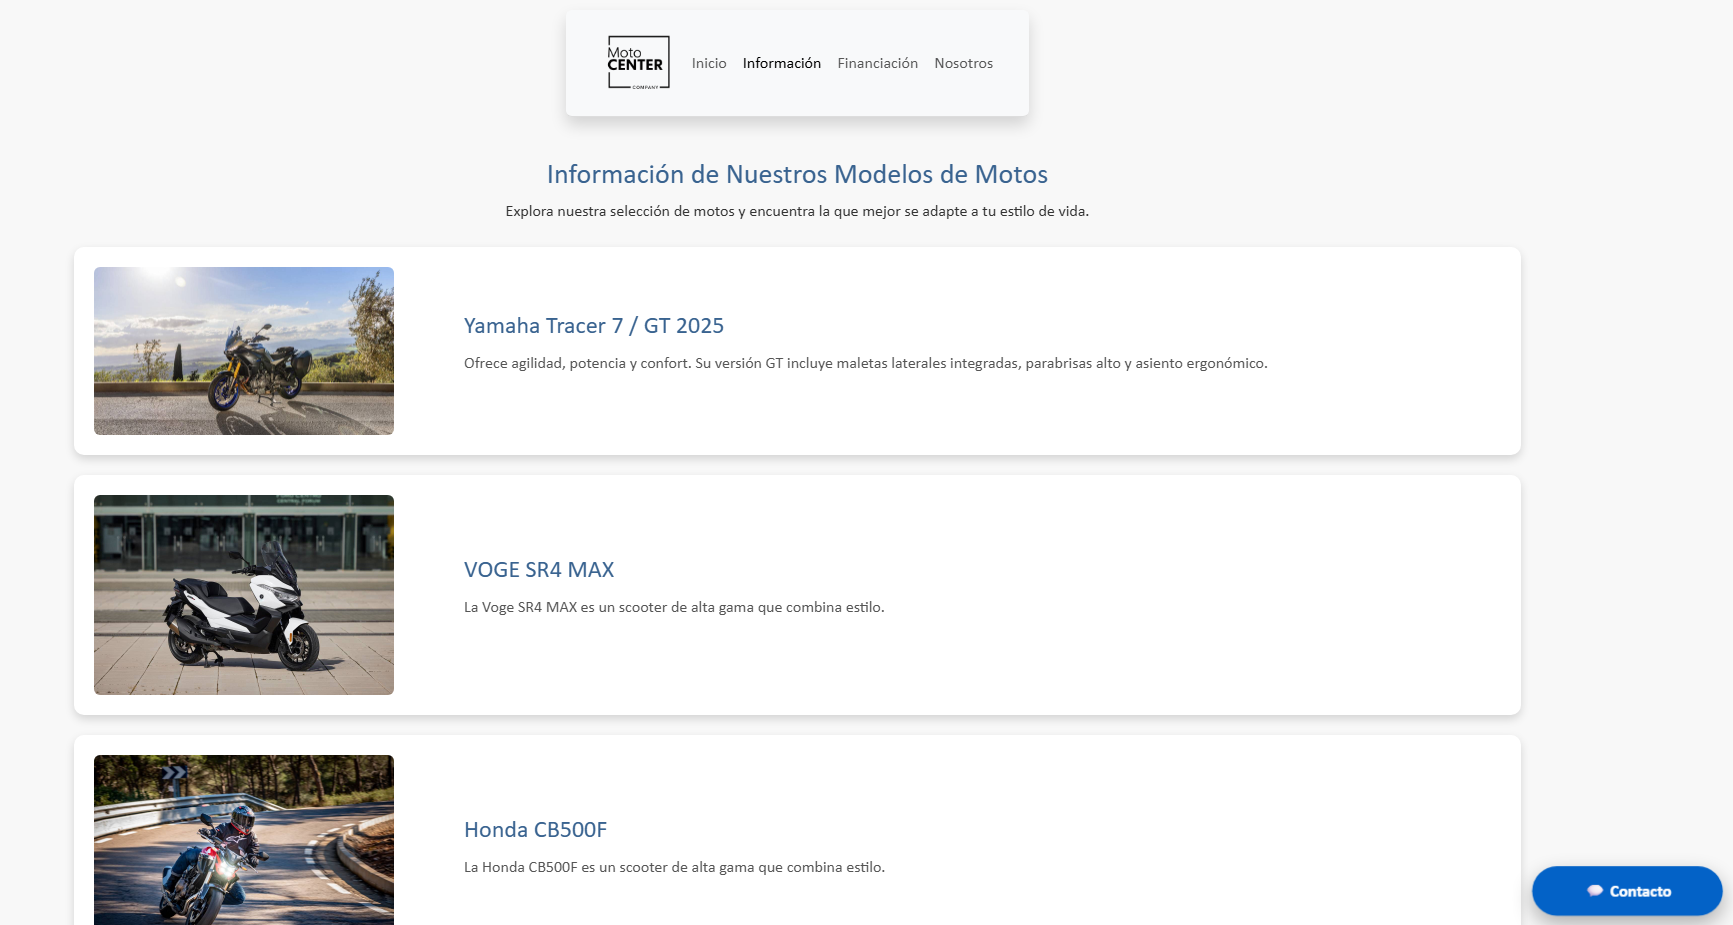 Moto
CENTER
COMPANY
Inicio Información Financiación Nosotros
Información de Nuestros Modelos de Motos
Explora nuestra selección de motos y encuentra la que mejor se adapte a tu estilo de vida.
Yamaha Tracer 7 / GT 2025
Ofrece agilidad, potencia y confort. Su versión GT incluye maletas laterales integradas, parabrisas alto y asiento ergonómico.
VOGE SR4 MAX
La Voge SR4 MAX es un scooter de alta gama que combina estilo.
Honda CB500F
La Honda CB500F es un scooter de alta gama que combina estilo.
Contacto